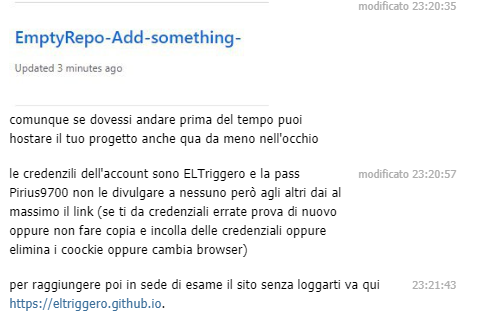 modificato 23:20:35
EmptyRepo-Add-something-
Updated 3 minutes ago
comunque se dovessi andare prima del tempo puoi
hostare il tuo progetto anche qua da meno nell'occhio
le credenzili dell'account sono ELTriggero e la pass modificato 23:20:57
Pirius9700 non le divulgare a nessuno però agli altri dai al
massimo il link (se ti da credenziali errate prova di nuovo
oppure non fare copia e incolla delle credenziali oppure
elimina i coockie oppure cambia browser)
per raggiungere poi in sede di esame il sito senza loggarti va qui 23:21:43
https://eltriggero.github.io.